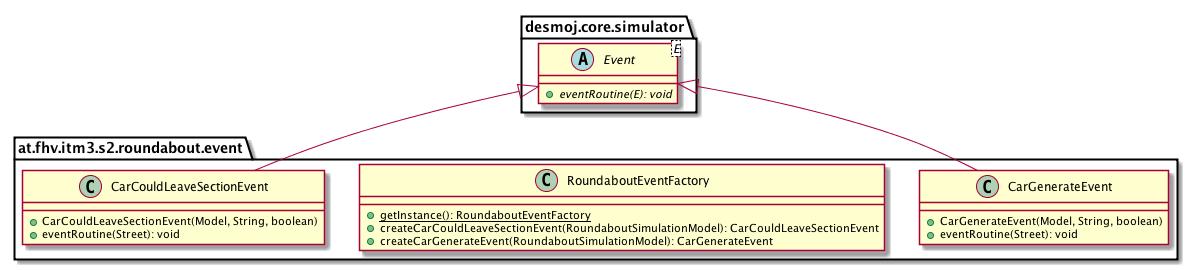 desmoj.core.simulator
A Event E
eventRoutine(E): void
at.fhv.itm3.s2.roundabout.event
C CarCouldLeaveSectionEvent
CarCouldLeaveSectionEvent(Model, String, boolean)
eventRoutine(Street): void
C RoundaboutEventFactory
getInstance(): RoundaboutEventFactory
createCarCouldLeaveSectionEvent(RoundaboutSimulationModel): CarCouldLeaveSectionEvent
createCarGenerateEvent(RoundaboutSimulationModel): CarGenerateEvent
C CarGenerateEvent
CarGenerateEvent(Model, String, boolean)
eventRoutine(Street): void